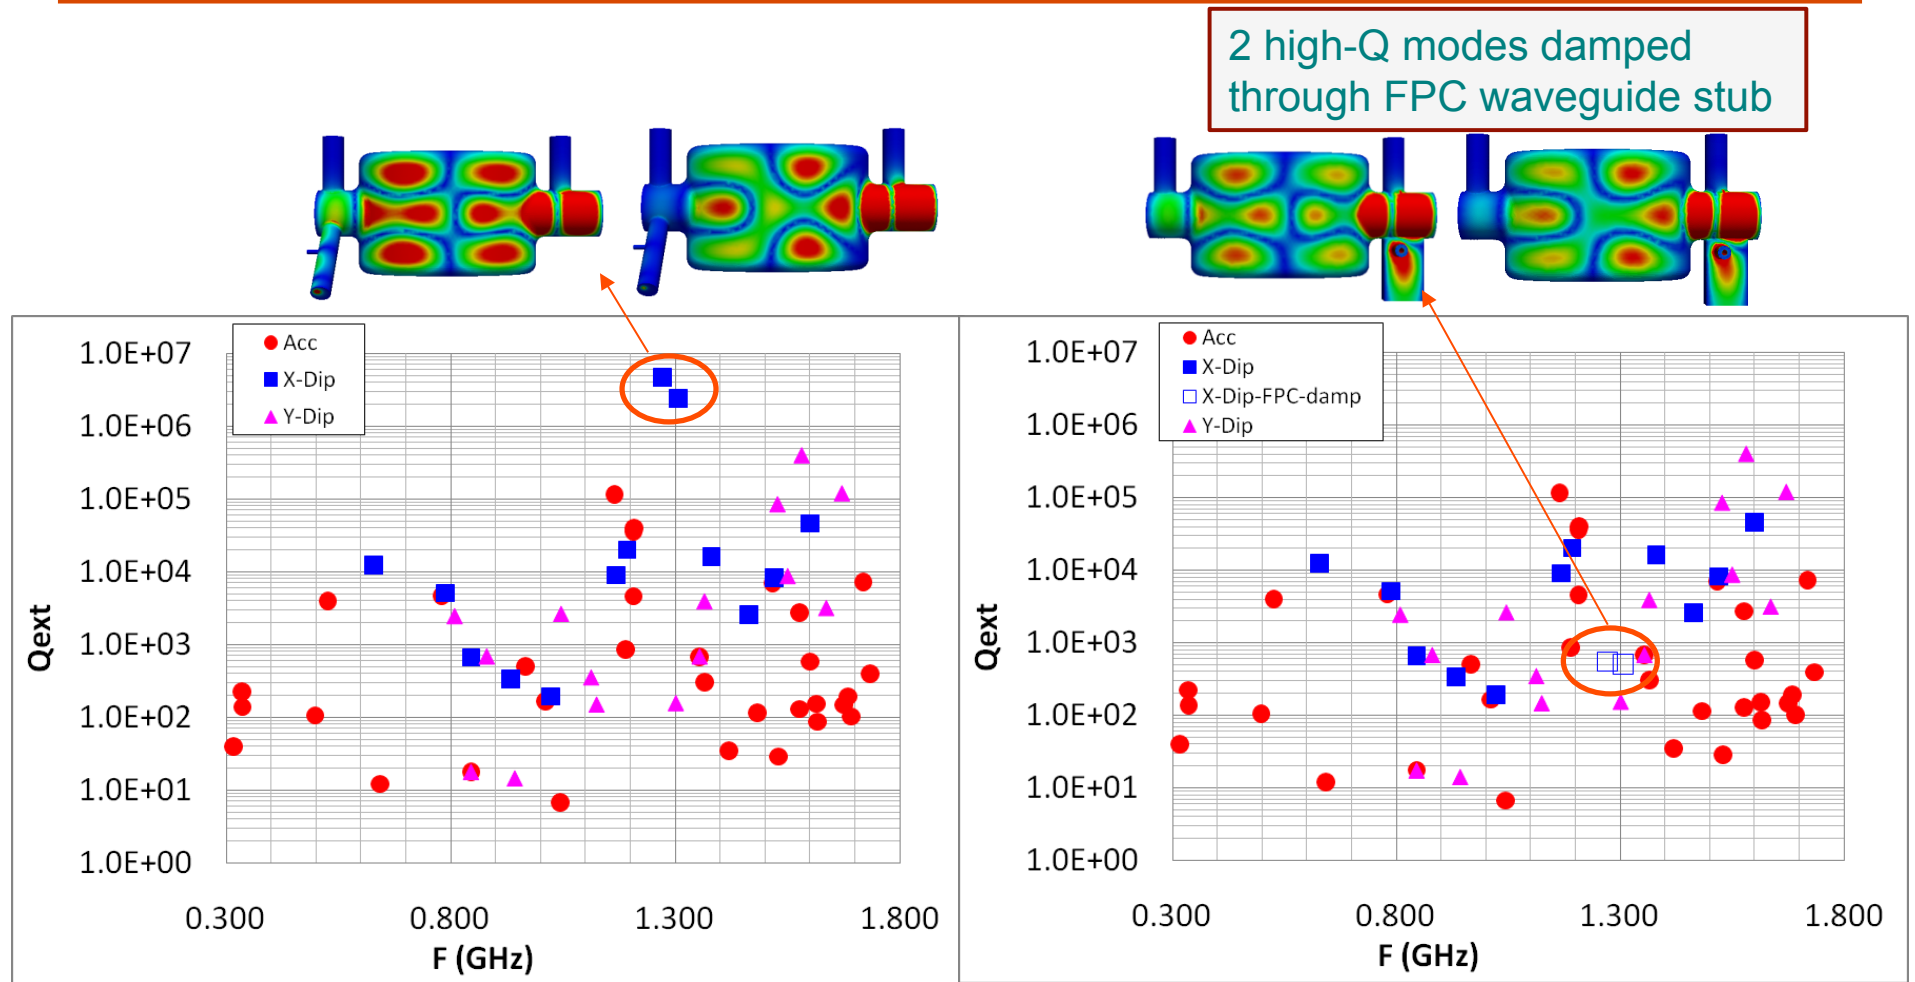 2 high-Q modes damped
through FPC waveguide stub
Acc
X-Dip
Y-Dip
1.0E+07
1.0E+06
1.0E+05
1.0E+04
1.0E+03
1.0E+02
1.0E+01
1.0E+00
Qext
0.300 0.800 1.300 1.800
F (GHz)
Acc
X-Dip
X-Dip-FPC-damp
Y-Dip
1.0E+07
1.0E+06
1.0E+05
1.0E+04
1.0E+03
1.0E+02
1.0E+01
1.0E+00
Qext
0.300 0.800 1.300 1.800
F (GHz)